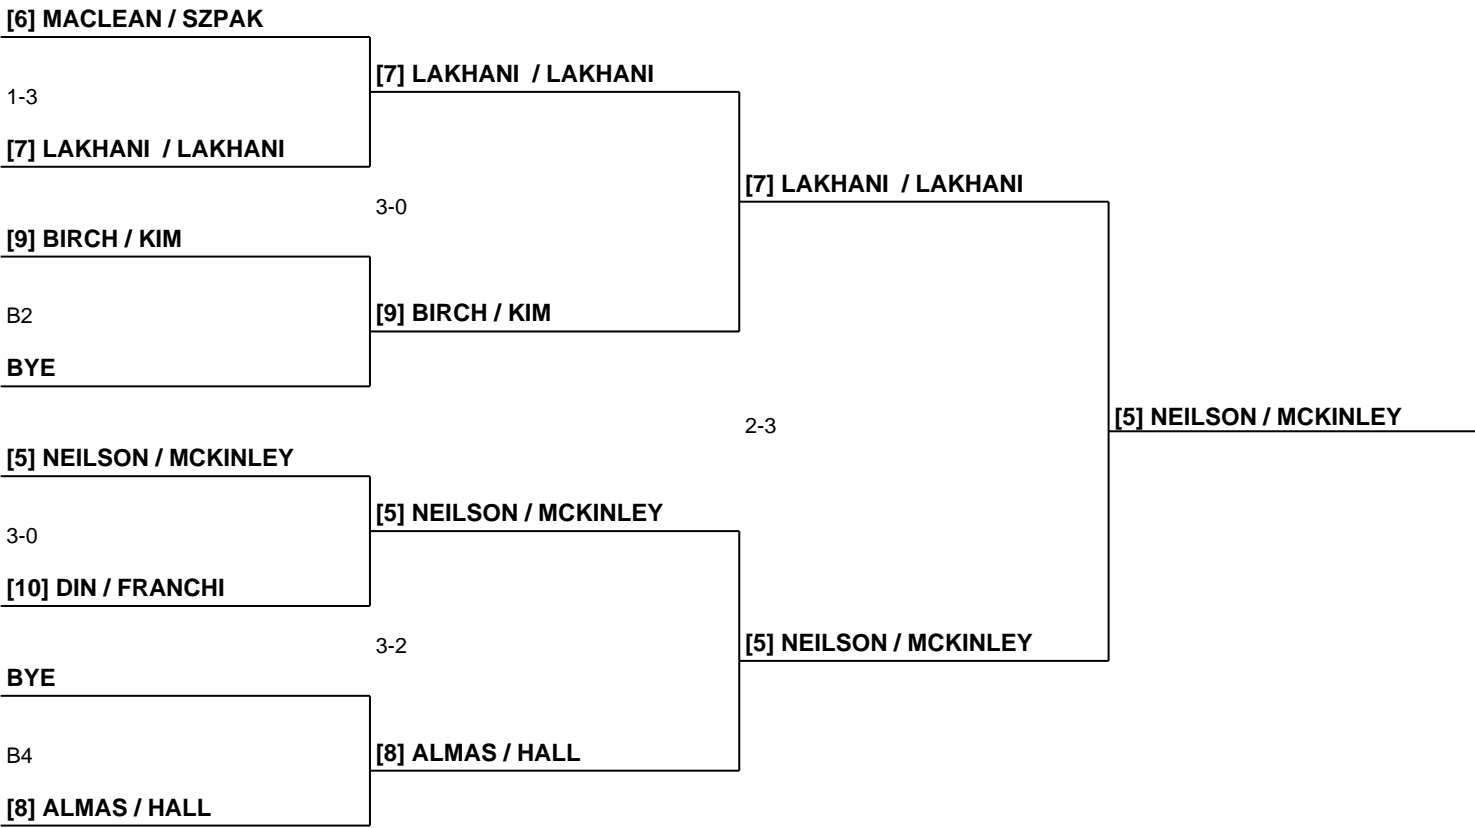 [6] MACLEAN / SZPAK
1-3
[7] LAKHANI  / LAKHANI
[9] BIRCH / KIM
B2
BYE
[5] NEILSON / MCKINLEY
3-0
[10] DIN / FRANCHI
BYE
B4
[8] ALMAS / HALL
[7] LAKHANI  / LAKHANI
3-0
[9] BIRCH / KIM
[5] NEILSON / MCKINLEY
3-2
[8] ALMAS / HALL
[7] LAKHANI  / LAKHANI
2-3
[5] NEILSON / MCKINLEY
[5] NEILSON / MCKINLEY